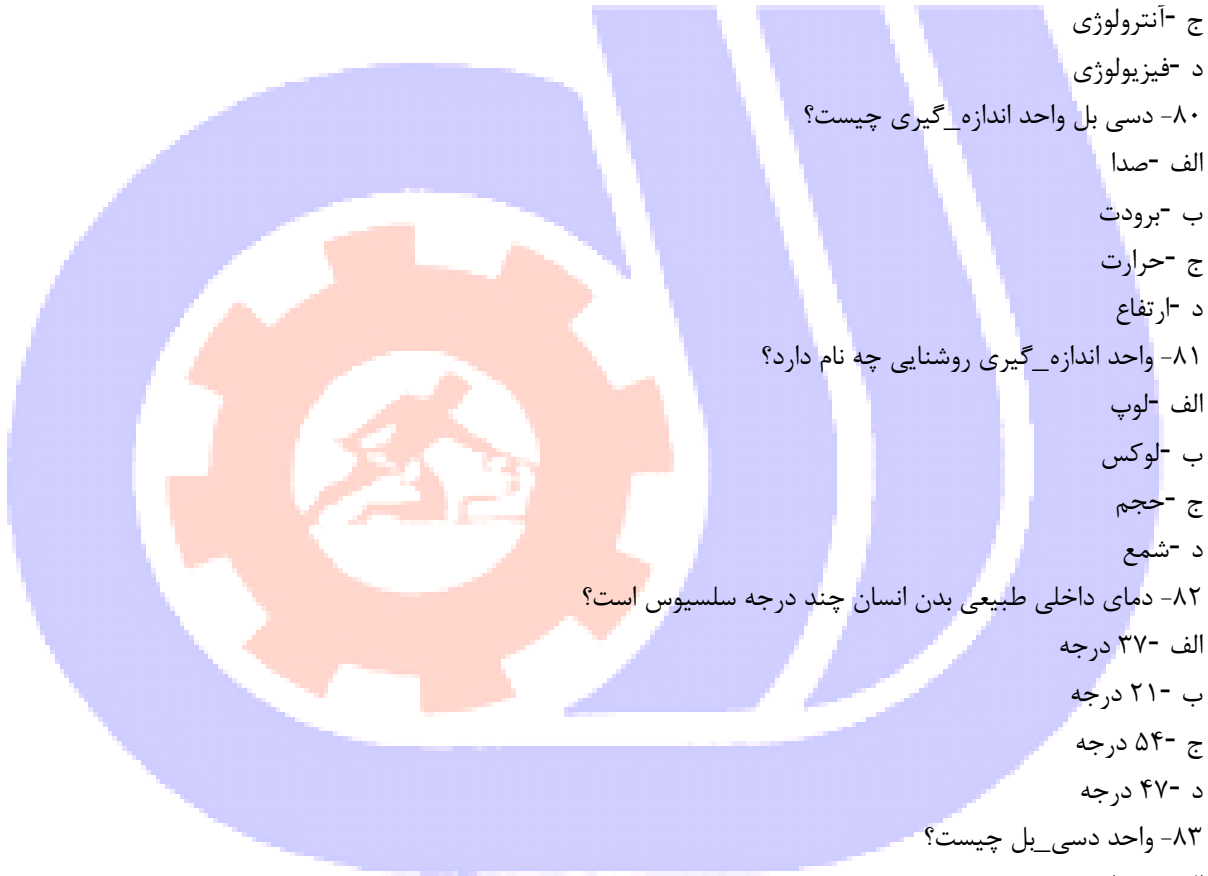 ج -آنترولوژی
د -فیزیولوژی
۸۰- دسی بل واحد اندازه_گیری چیست؟
الف -صدا
ب -برودت
ج -حرارت
د -ارتفاع
۸۱- واحد اندازه_گیری روشنایی چه نام دارد؟
الف -لوپ
ب -لوکس
ج -حجم
د -شمع
۸۲- دمای داخلی طبیعی بدن انسان چند درجه سلسیوس است؟
الف -۳۷ درجه
ب -۲۱ درجه
ج -۵۴ درجه
د -۴۷ درجه
۸۳- واحد دسی_بل چیست؟